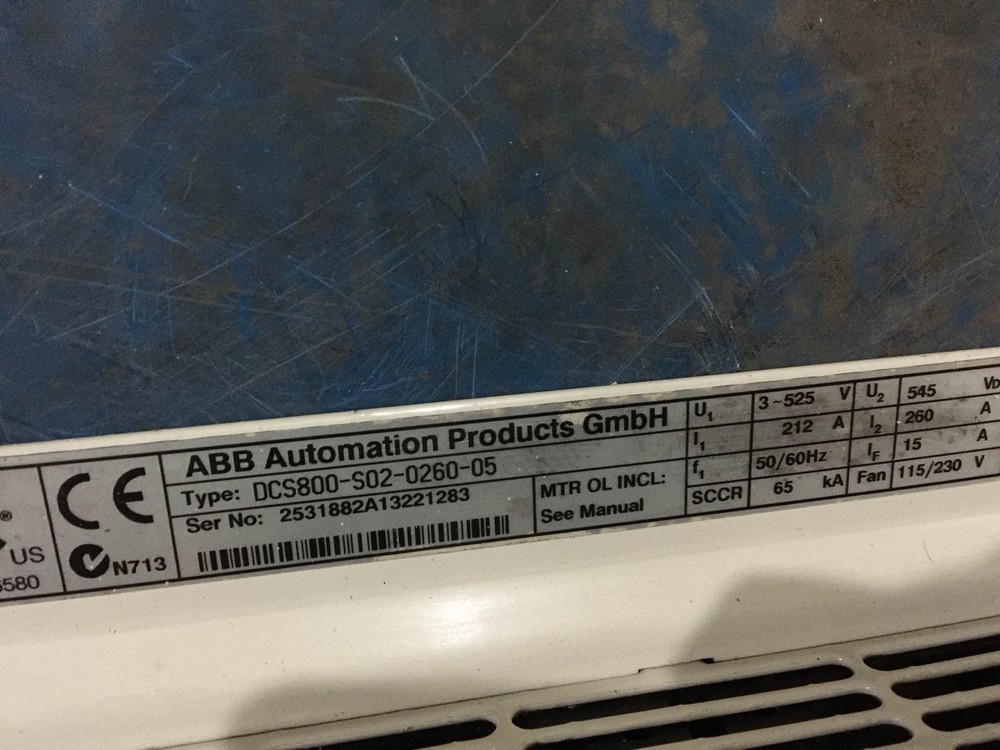 ®
US
CE
N713
ABB Automation Products GmbH
Type: DCS800-S02-0260-05
Ser No: 2531882A13221283
MTR OL INCL:
See Manual
U1 3~525 V U2 545
I1 212 A I2 260 A
f1 50/60Hz IF 15 A
SCCR 65 kA Fan 115/230 V